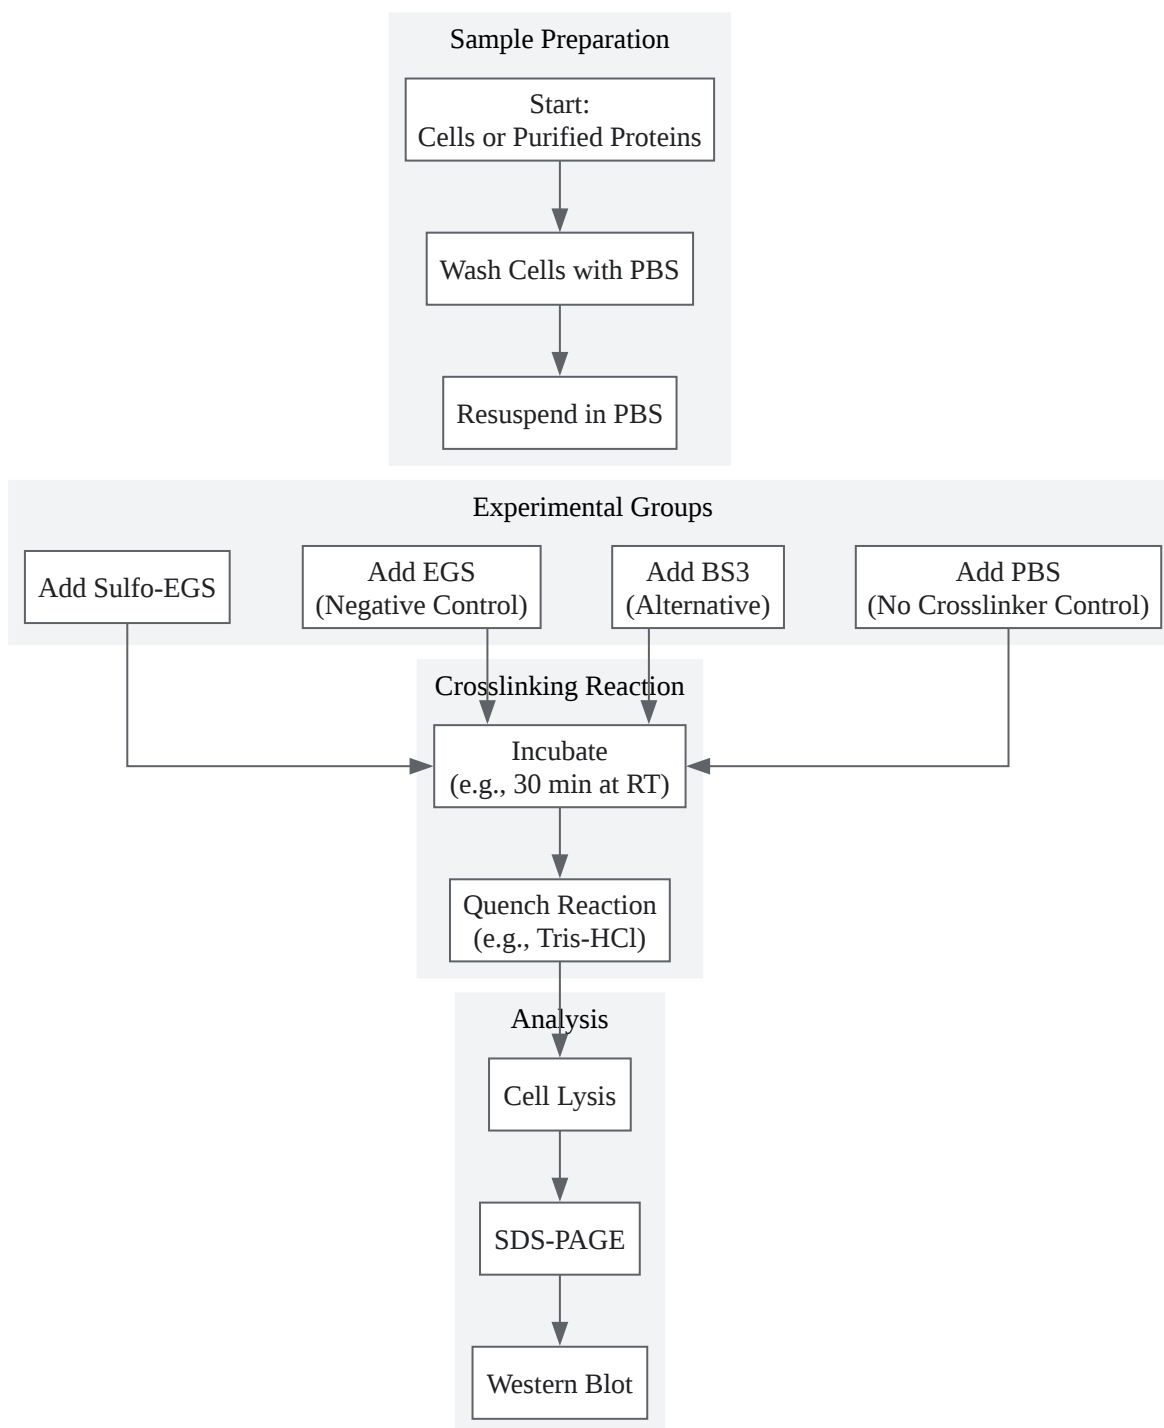 Sample Preparation
Start:
Cells or Purified Proteins
Wash Cells with PBS
Resuspend in PBS
Experimental Groups
Add Sulfo-EGS
Add EGS
(Negative Control)
Add BS3
(Alternative)
Add PBS
(No Crosslinker Control)
Crosslinking Reaction
Incubate
(e.g., 30 min at RT)
Quench Reaction
(e.g., Tris-HCl)
Analysis
Cell Lysis
SDS-PAGE
Western Blot